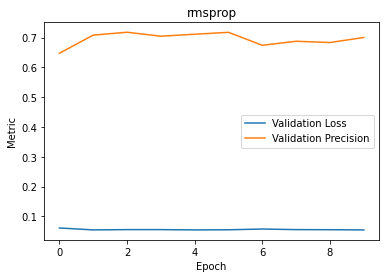 rmsprop
0.7
0.6
0.5
0.4
0.3
0.2
0.1
Metric
Validation Loss
Validation Precision
0 2 4 6 8
Epoch